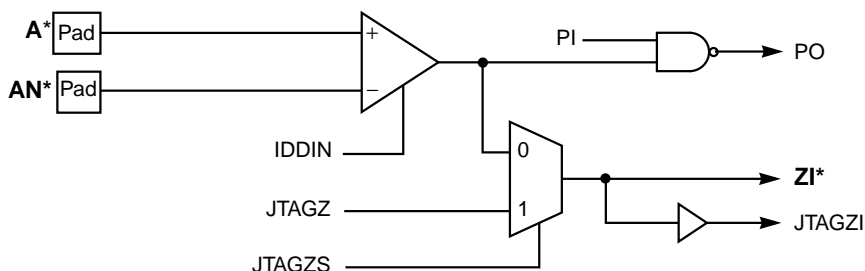 A* Pad
+
PI
PO
AN* Pad
−
IDDIN
0
ZI*
JTAGZ
1
JTAGZI
JTAGZS